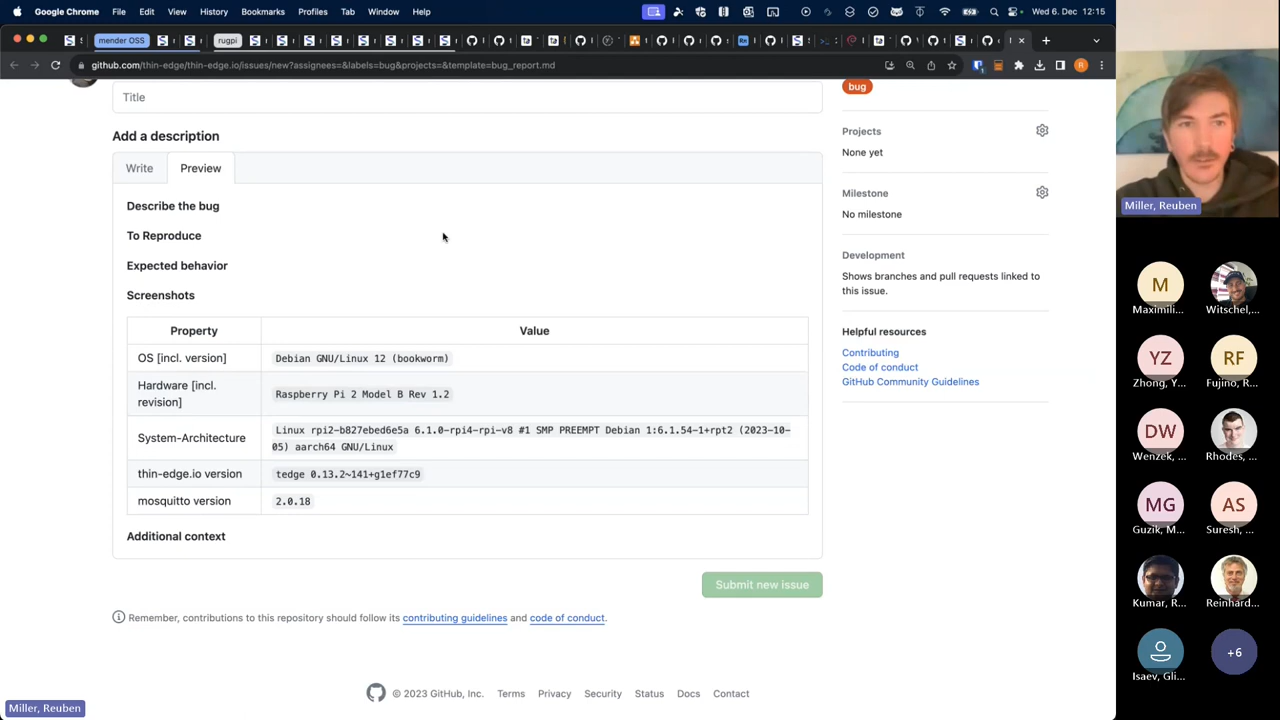 Google Chrome File Edit View History Bookmarks Profiles Tab Window Help
Wed 6. Dec 12:15
mender OSS
rugpi
github.com/thin-edge/thin-edge.io/issues/new?assignees=&labels=bug&projects=&template=bug_report.md
R
Title
bug
Add a description
Projects
None yet
Write Preview
Milestone
No milestone
Describe the bug
To Reproduce
Expected behavior
Screenshots
Development
Shows branches and pull requests linked to
this issue.
Helpful resources
Contributing
Code of conduct
GitHub Community Guidelines
Property Value
OS [incl. version] Debian GNU/Linux 12 (bookworm)
Hardware [incl.
revision] Raspberry Pi 2 Model B Rev 1.2
System-Architecture Linux rpi2-b827ebed6e5a 6.1.0-rpi4-rpi-v8 #1 SMP PREEMPT Debian 1:6.1.54-1+rpt2 (2023-10-
05) aarch64 GNU/Linux
thin-edge.io version tedge 0.13.2~141+g1ef77c9
mosquitto version 2.0.18
Additional context
Submit new issue
Remember, contributions to this repository should follow its contributing guidelines and code of conduct.
© 2023 GitHub, Inc. Terms Privacy Security Status Docs Contact
Miller, Reuben
Miller, Reuben
M
Maximili... Witschel,...
YZ RF
Zhong, Y... Fujino, R...
DW
Wenzek, ... Rhodes, ...
MG AS
Guzik, M... Suresh, ...
Kumar, R... Reinhard...
+6
Isaev, Gli...